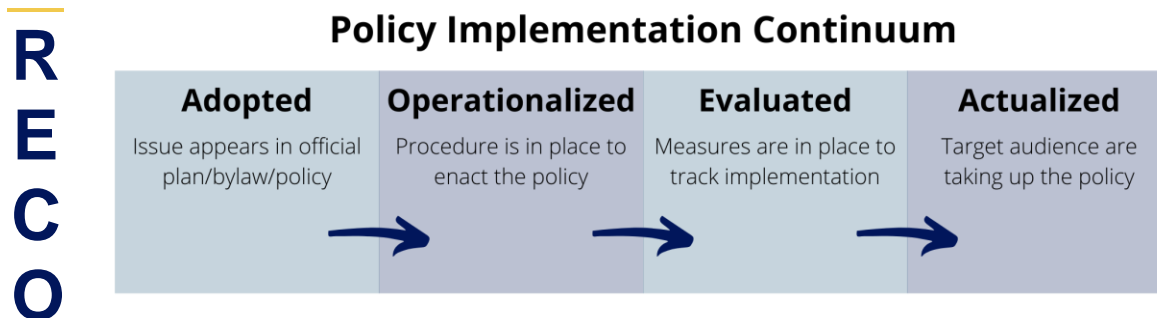 R
E
C
O
Policy Implementation Continuum
Adopted
Issue appears in official
plan/bylaw/policy
Operationalized
Procedure is in place to
enact the policy
Evaluated
Measures are in place to
track implementation
Actualized
Target audience are
taking up the policy